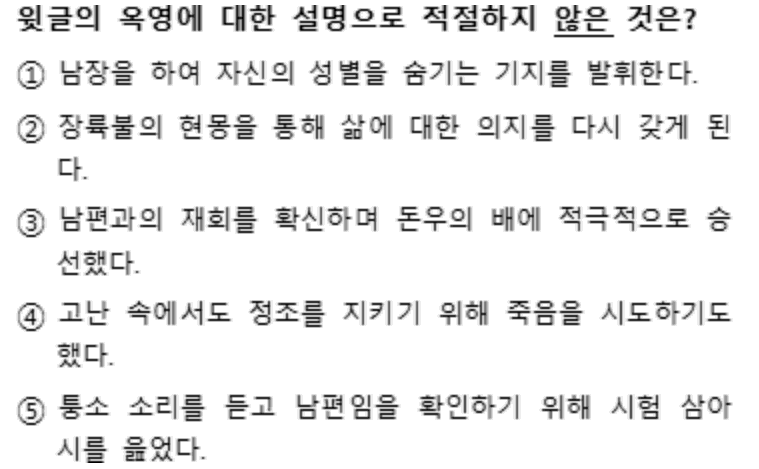 윗글의 옥영에 대한 설명으로 적절하지 않은 것은?
① 남장을 하여 자신의 성별을 숨기는 기지를 발휘한다.
② 장륙불의 현몽을 통해 삶에 대한 의지를 다시 갖게 된
다.
③ 남편과의 재회를 확신하며 돈우의 배에 적극적으로 승
선했다.
④ 고난 속에서도 정조를 지키기 위해 죽음을 시도하기도
했다.
⑤ 퉁소 소리를 듣고 남편임을 확인하기 위해 시험 삼아
시를 읊었다.